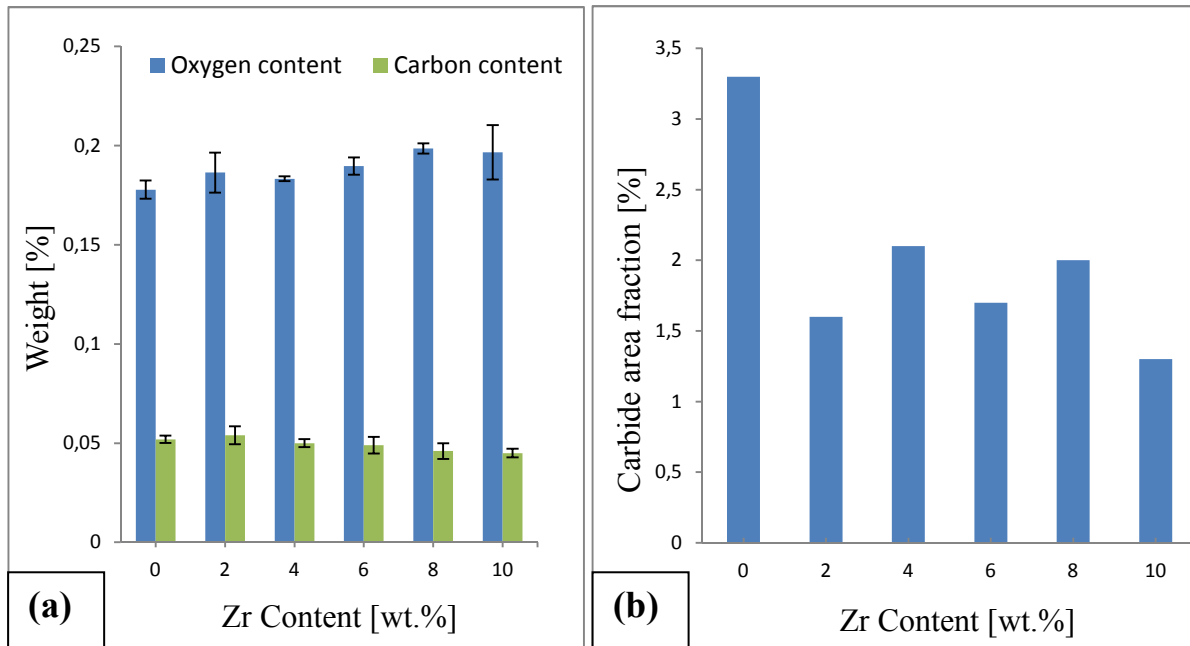 0,25
Oxygen content
Carbon content
0,2
0,15
0,1
0,05
0
Weight [%]
0 2 4 6 8 10
Zr Content [wt.%]
(a)
3,5
3
2,5
2
1,5
1
0,5
0
Carbide area fraction [%]
0 2 4 6 8 10
Zr Content [wt.%]
(b)